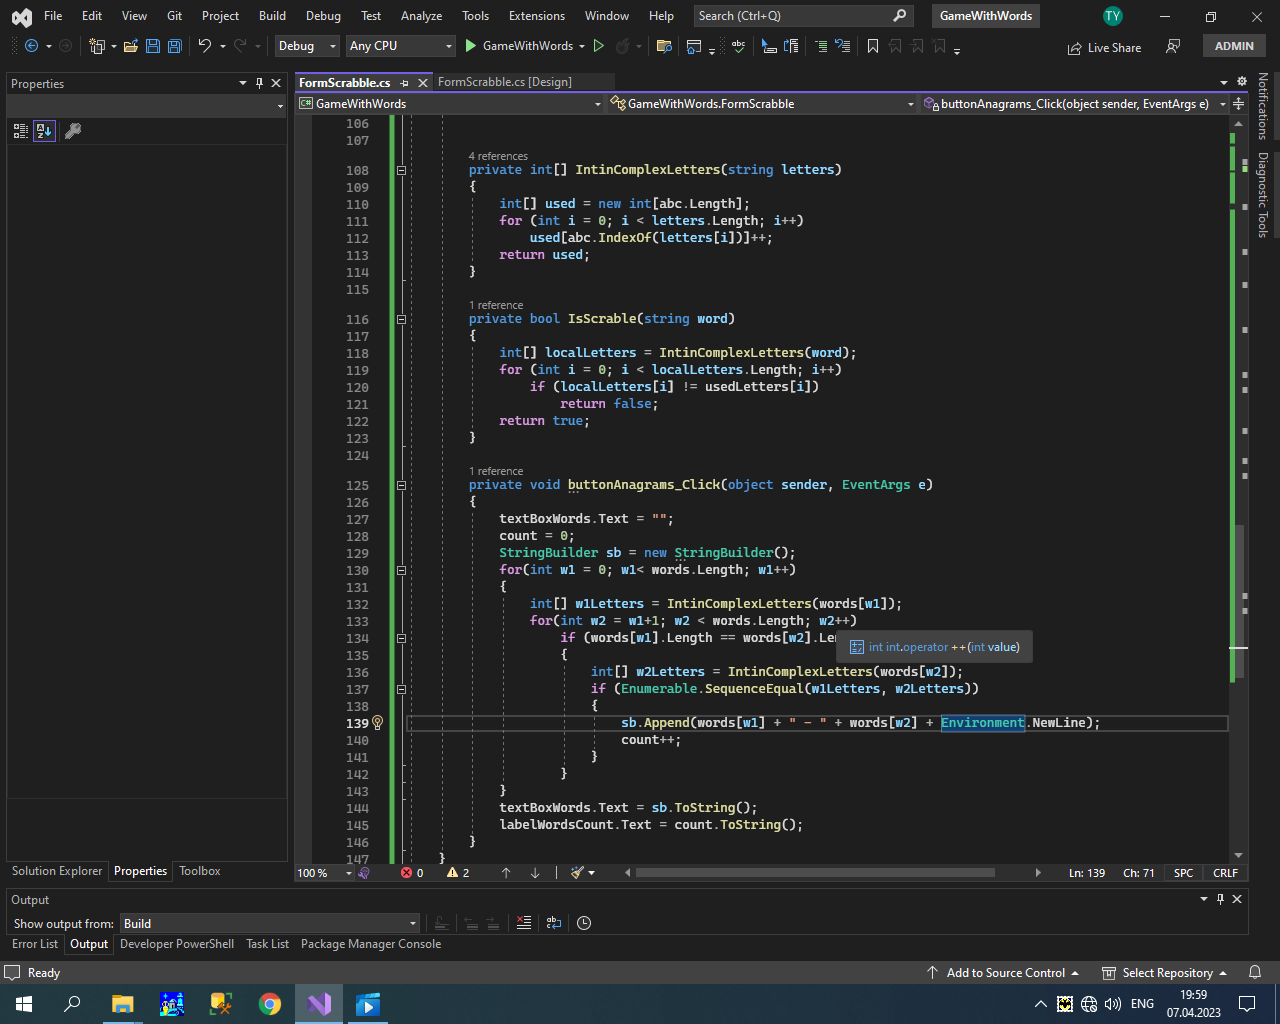 File Edit View Git Project Build Debug Test Analyze Tools Extensions Window Help Search (Ctrl+Q) GameWithWords TY
Debug Any CPU GameWithWords Live Share ADMIN
Properties
FormScrabble.cs FormScrabble.cs [Design]
GameWithWords GameWithWords.FormScrabble buttonAnagrams_Click(object sender, EventArgs e)
Notifications
Diagnostic Tools
106
107
4 references
108 private int[] IntinComplexLetters(string letters)
109 {
110 int[] used = new int[abc.Length];
111 for (int i = 0; i < letters.Length; i++)
112 used[abc.IndexOf(letters[i])]++;
113 return used;
114 }
115
1 reference
116 private bool IsScrable(string word)
117 {
118 int[] localLetters = IntinComplexLetters(word);
119 for (int i = 0; i < localLetters.Length; i++)
120 if (localLetters[i] != usedLetters[i])
121 return false;
122 return true;
123 }
124
1 reference
125 private void buttonAnagrams_Click(object sender, EventArgs e)
126 {
127 textBoxWords.Text = "";
128 count = 0;
129 StringBuilder sb = new StringBuilder();
130 for(int w1 = 0; w1< words.Length; w1++)
131 {
132 int[] w1Letters = IntinComplexLetters(words[w1]);
133 for(int w2 = w1+1; w2 < words.Length; w2++)
134 if (words[w1].Length == words[w2].Le
int int.operator ++(int value)
135 {
136 int[] w2Letters = IntinComplexLetters(words[w2]);
137 if (Enumerable.SequenceEqual(w1Letters, w2Letters))
138 {
139 sb.Append(words[w1] + " - " + words[w2] + Environment.NewLine);
140 count++;
141 }
142 }
143 }
144 textBoxWords.Text = sb.ToString();
145 labelWordsCount.Text = count.ToString();
146 }
147 }
Solution Explorer Properties Toolbox
100 % 0 2 Ln: 139 Ch: 71 SPC CRLF
Output
Show output from: Build
Error List Output Developer PowerShell Task List Package Manager Console
Ready Add to Source Control Select Repository
ENG 19:59
07.04.2023